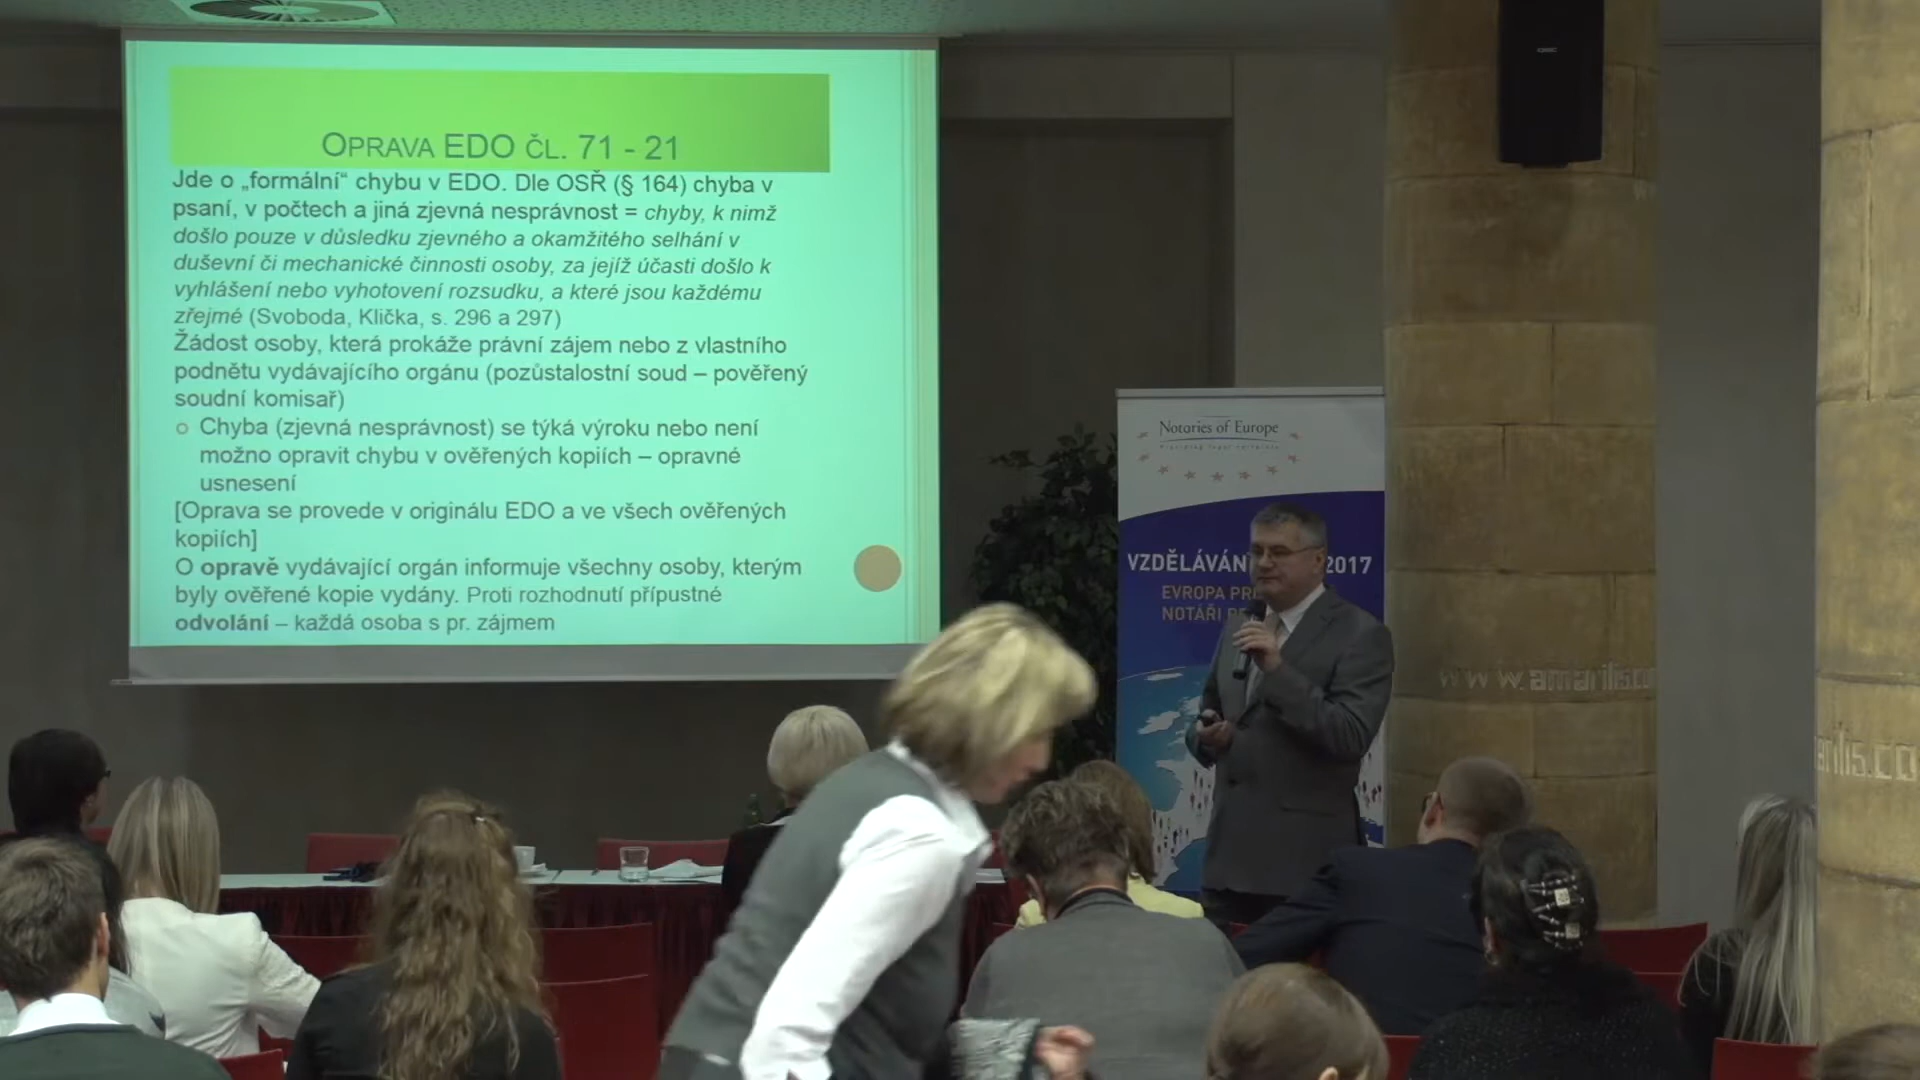 OPRAVA EDO ČL. 71 - 21
Jde o „formální“ chybu v EDO. Dle OSŘ (§ 164) chyba v
psaní, v počtech a jiná zjevná nesprávnost = chyby, k nimž
došlo pouze v důsledku zjevného a okamžitého selhání v
duševní či mechanické činnosti osoby, za jejíž účasti došlo k
vyhlášení nebo vyhotovení rozsudku, a které jsou každému
zřejmé (Svoboda, Klička, s. 296 a 297)
Žádost osoby, která prokáže právní zájem nebo z vlastního
podnětu vydávajícího orgánu (pozůstalostní soud – pověřený
soudní komisař)
Chyba (zjevná nesprávnost) se týká výroku nebo není
možno opravit chybu v ověřených kopiích – opravné
usnesení
[Oprava se provede v originálu EDO a ve všech ověřených
kopiích]
O opravě vydávající orgán informuje všechny osoby, kterým
byly ověřené kopie vydány. Proti rozhodnutí přípustné
odvolání – každá osoba s pr. zájmem
Notaries of Europe
VZDĚLÁVÁN 2017
EVROPA PR
NOTÁŘI
www.amarilis.c
arilis.co